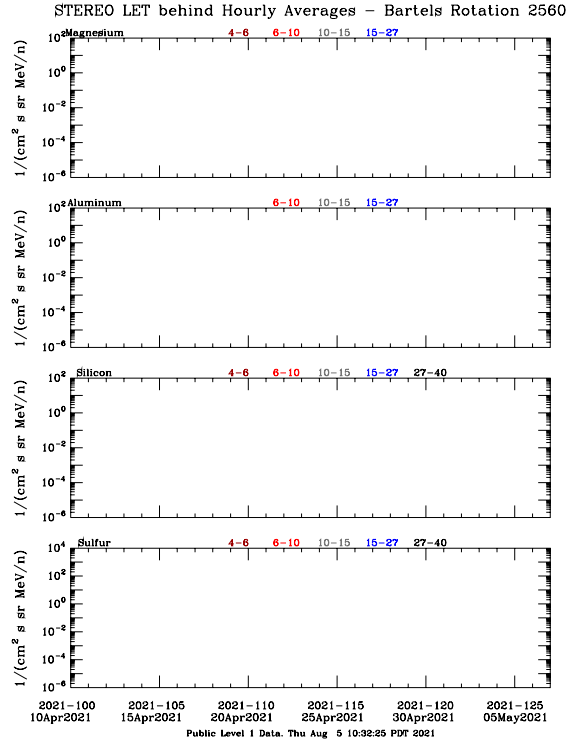 STEREO LET behind Hourly Averages - Bartels Rotation 2560
Magnesium 4-6 6-10 10-15 15-27
10² 10⁰ 10⁻² 10⁻⁴ 10⁻⁶
1/(cm² s sr MeV/n)
Aluminum 6-10 10-15 15-27
10² 10⁰ 10⁻² 10⁻⁴ 10⁻⁶
1/(cm² s sr MeV/n)
Silicon 4-6 6-10 10-15 15-27 27-40
10² 10⁰ 10⁻² 10⁻⁴ 10⁻⁶
1/(cm² s sr MeV/n)
Sulfur 4-6 6-10 10-15 15-27 27-40
10⁴ 10² 10⁰ 10⁻² 10⁻⁴ 10⁻⁶
1/(cm² s sr MeV/n)
2021-100 2021-105 2021-110 2021-115 2021-120 2021-125
10Apr2021 15Apr2021 20Apr2021 25Apr2021 30Apr2021 05May2021
Public Level 1 Data. Thu Aug 5 10:32:25 PDT 2021